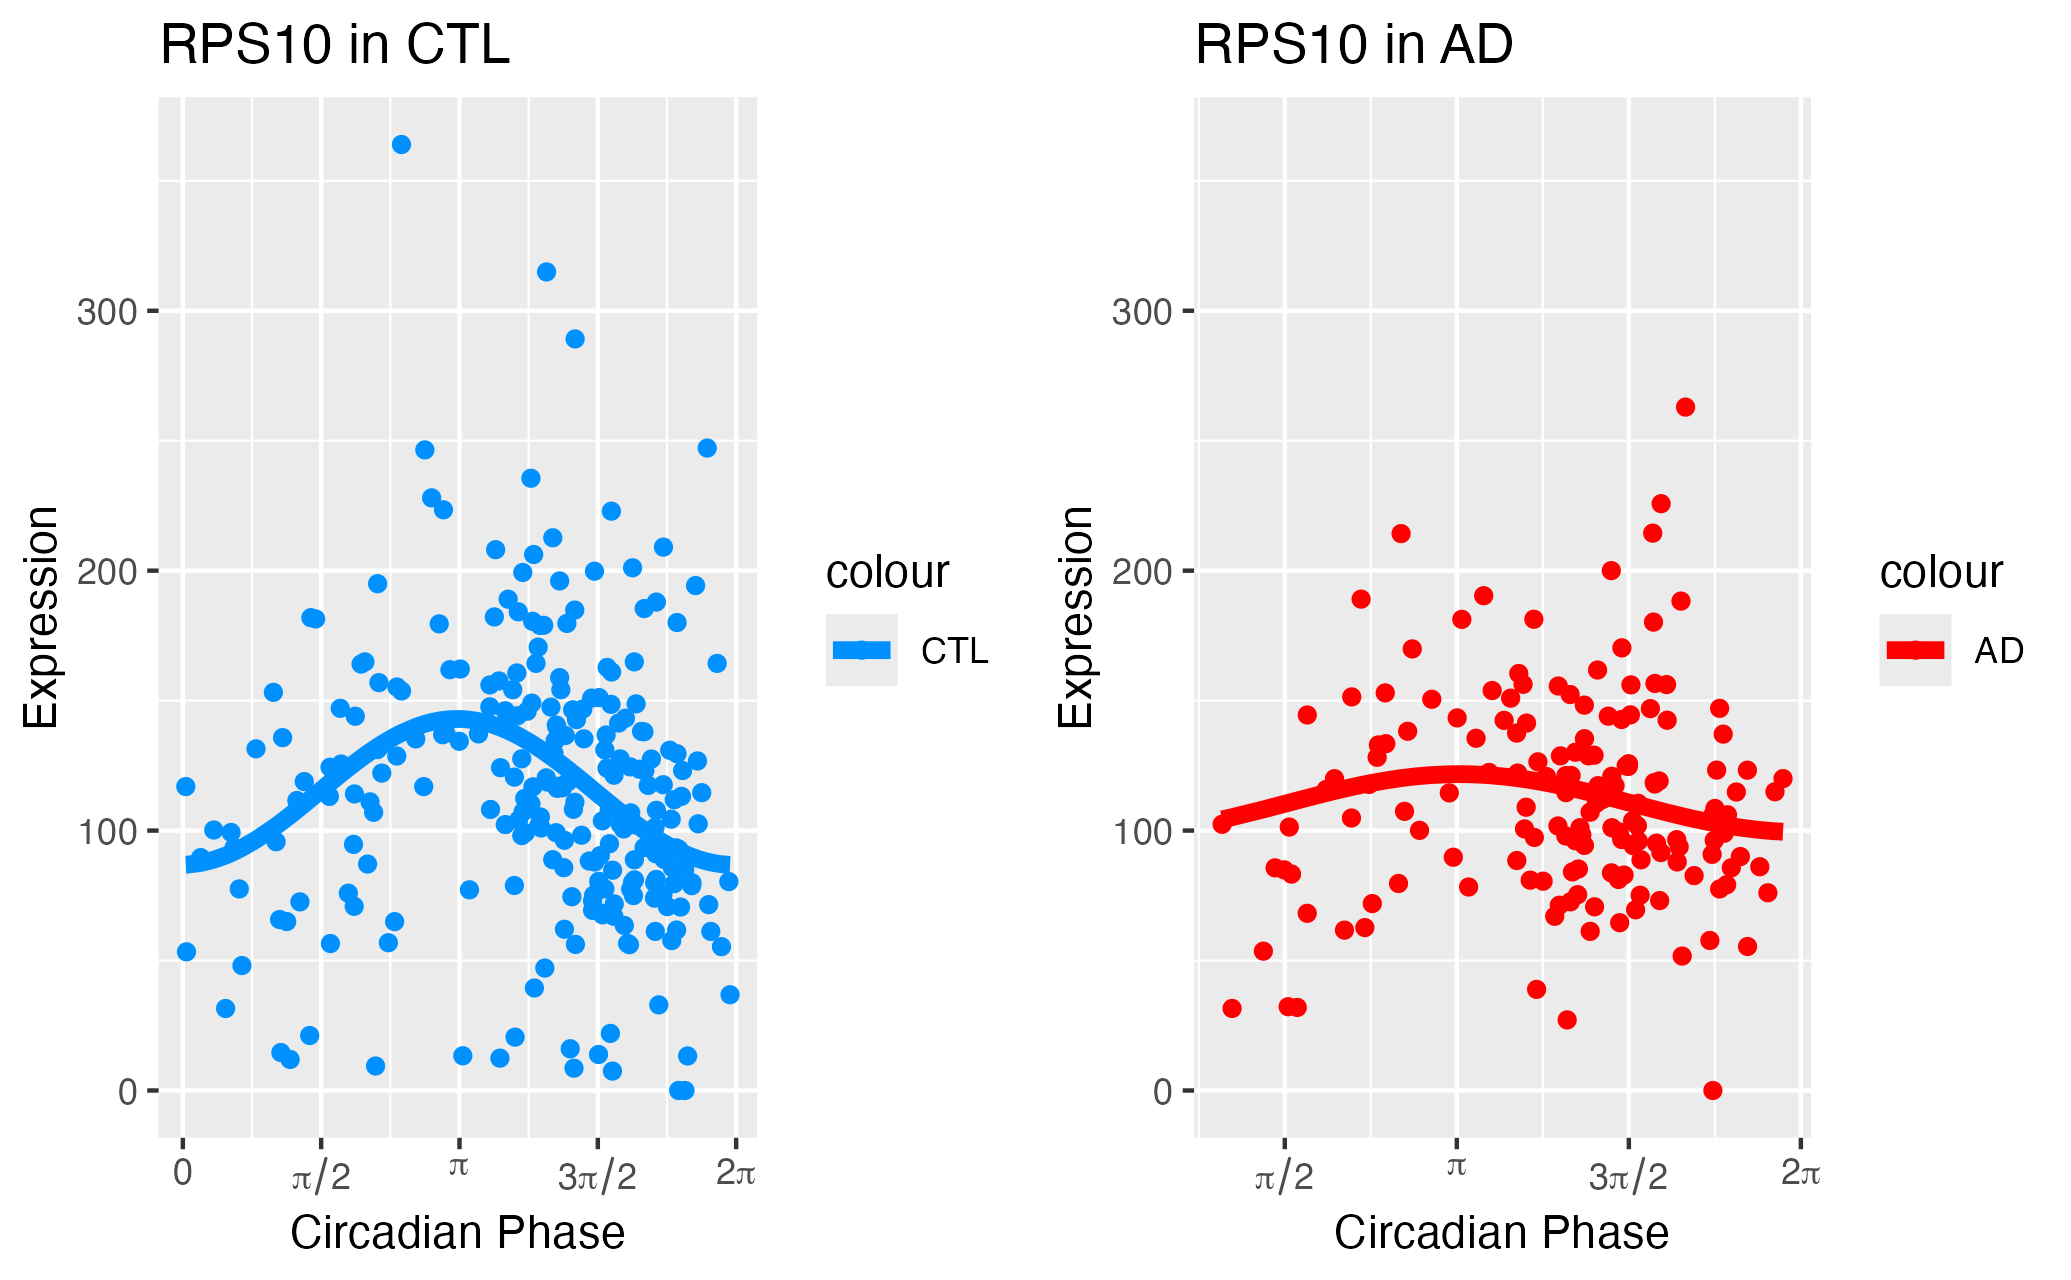 RPS10 in CTL
Expression
300
200
100
0
0 π/2 π 3π/2 2π
Circadian Phase
colour
CTL
RPS10 in AD
Expression
300
200
100
0
π/2 π 3π/2 2π
Circadian Phase
colour
AD